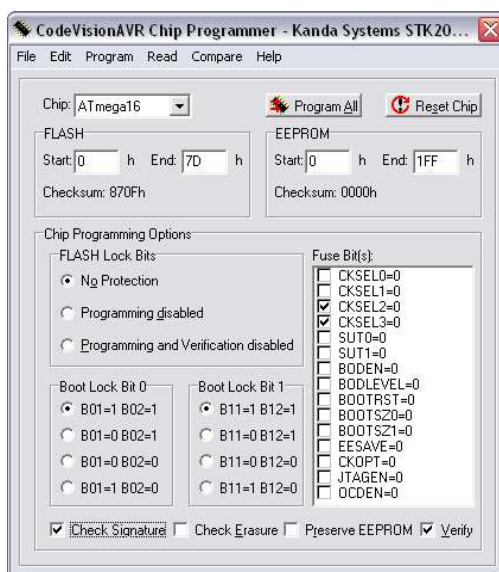 CodeVisionAVR Chip Programmer - Kanda Systems STK20...
File Edit Program Read Compare Help
Chip: ATmega16 Program All Reset Chip
FLASH
Start: 0 h End: 7D h
Checksum: 870Fh
EEPROM
Start: 0 h End: 1FF h
Checksum: 0000h
Chip Programming Options
FLASH Lock Bits
No Protection
Programming disabled
Programming and Verification disabled
Fuse Bit(s):
CKSEL0=0
CKSEL1=0
CKSEL2=0
CKSEL3=0
SUT0=0
SUT1=0
BODEN=0
BODLEVEL=0
BOOTRST=0
BOOTSZ0=0
BOOTSZ1=0
EESAVE=0
CKOPT=0
JTAGEN=0
OCDEN=0
Boot Lock Bit 0
B01=1 B02=1
B01=0 B02=1
B01=0 B02=0
B01=1 B02=0
Boot Lock Bit 1
B11=1 B12=1
B11=0 B12=1
B11=0 B12=0
B11=1 B12=0
Check Signature Check Erasure Preserve EEPROM Verify